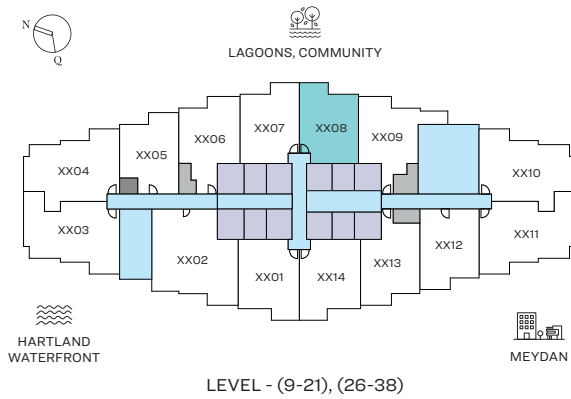 N
Q
LAGOONS, COMMUNITY
XX04
XX05
XX06
XX07
XX08
XX09
XX10
XX03
XX02
XX01
XX14
XX13
XX12
XX11
HARTLAND
WATERFRONT
MEYDAN
LEVEL - (9-21), (26-38)